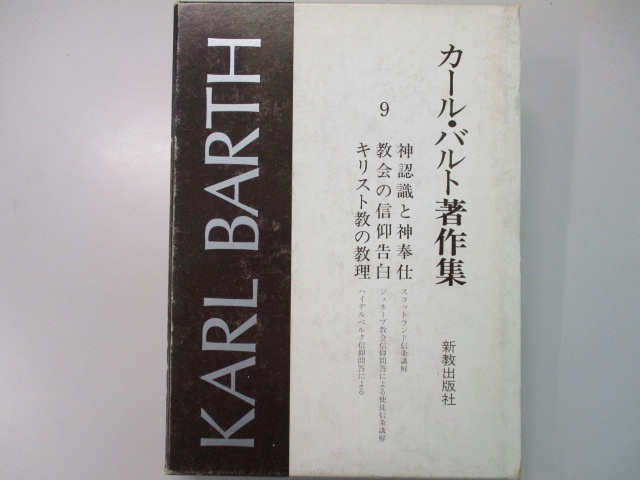 KARL BARTH
カール・バルト著作集
9
神認識と神奉仕 スコットランド信条講解
教会の信仰告白 ジュネーブ教会信仰問答による使徒信条講解
キリスト教の教理 ハイデルベルク信仰問答による
新教出版社